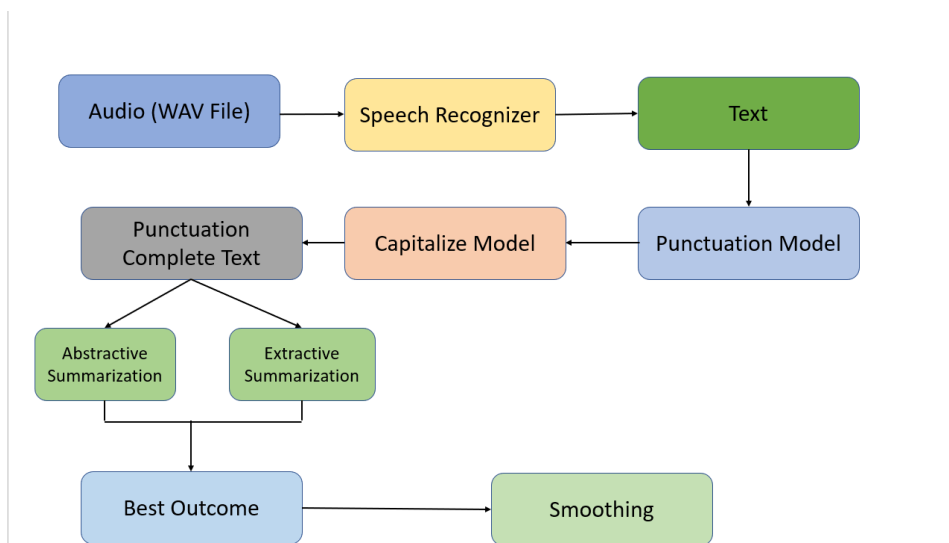 Audio (WAV File)
Speech Recognizer
Text
Punctuation
Complete Text
Capitalize Model
Punctuation Model
Abstractive
Summarization
Extractive
Summarization
Best Outcome
Smoothing